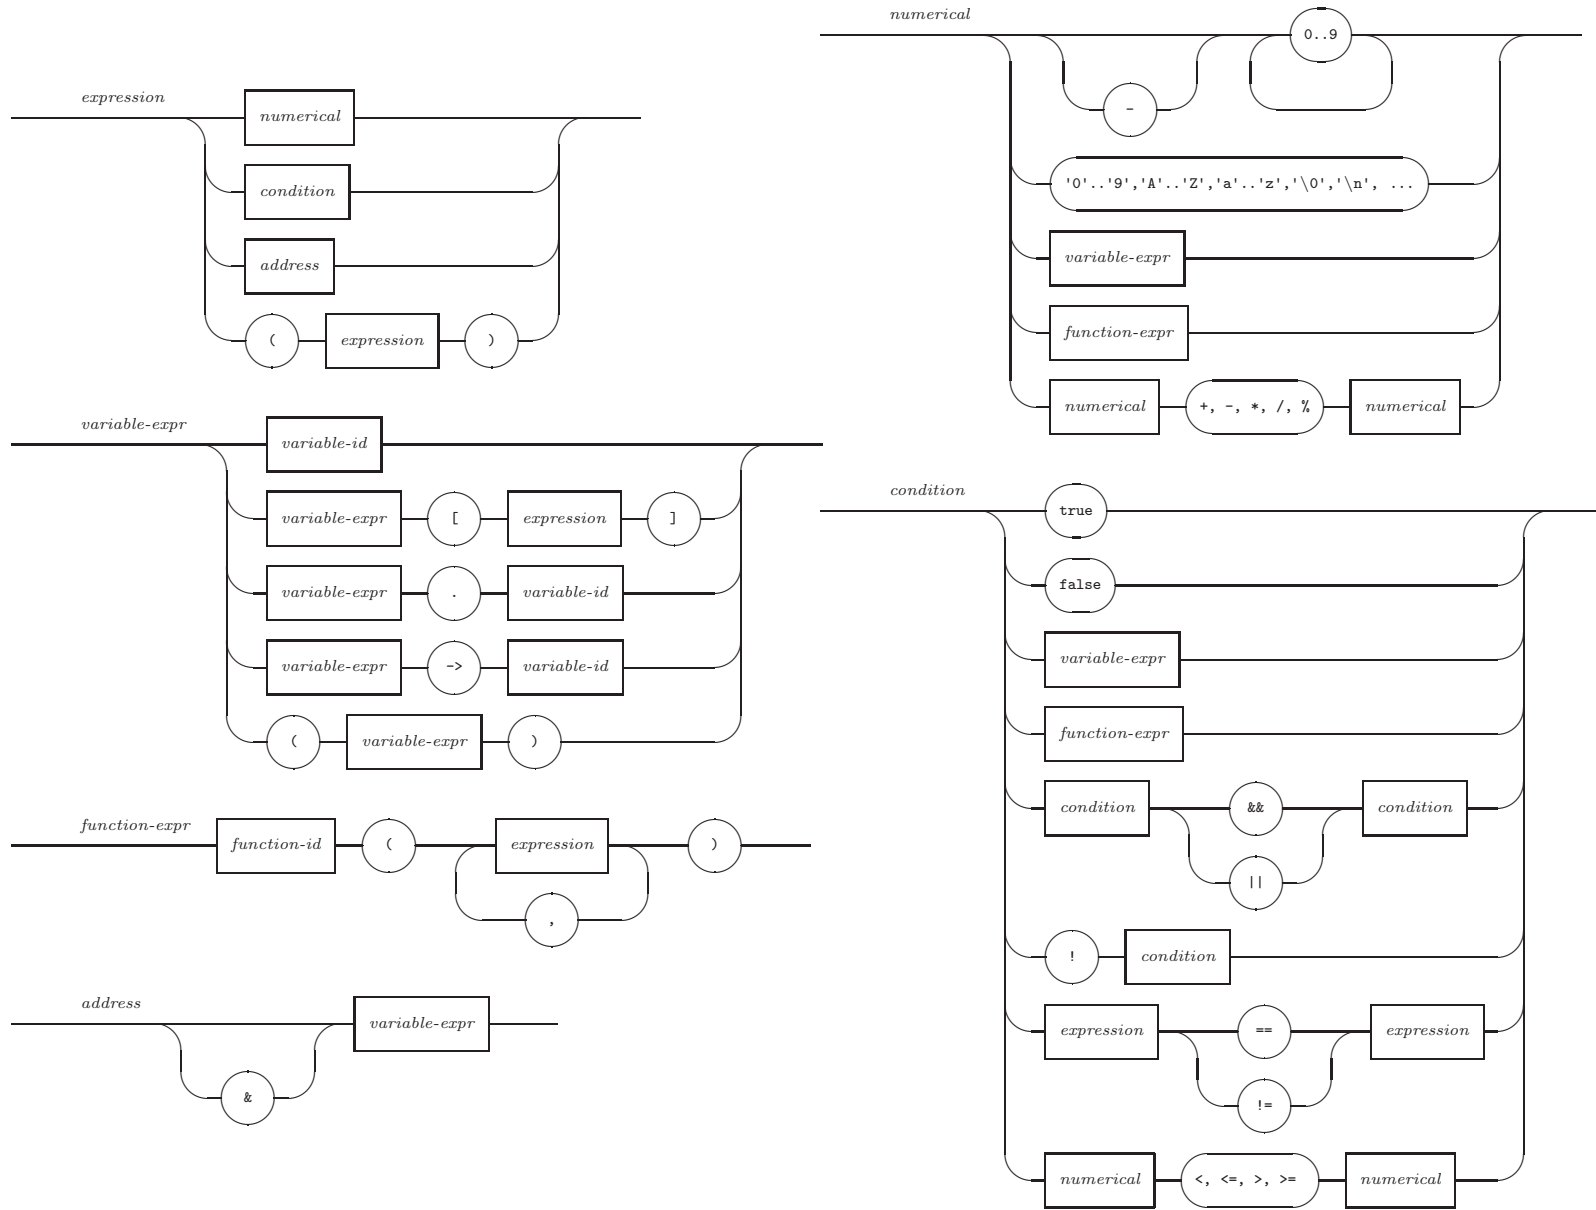 expression
numerical
condition
address
( expression )
variable-expr
variable-id
variable-expr [ expression ]
variable-expr . variable-id
variable-expr -> variable-id
( variable-expr )
function-expr
function-id ( expression )
,
address
variable-expr
&
numerical
0..9
-
'0'..'9','A'..'Z','a'..'z','\0','\n', ...
variable-expr
function-expr
numerical +, -, *, /, % numerical
condition
true
false
variable-expr
function-expr
condition && condition
||
! condition
expression == expression
!=
numerical <, <=, >, >= numerical